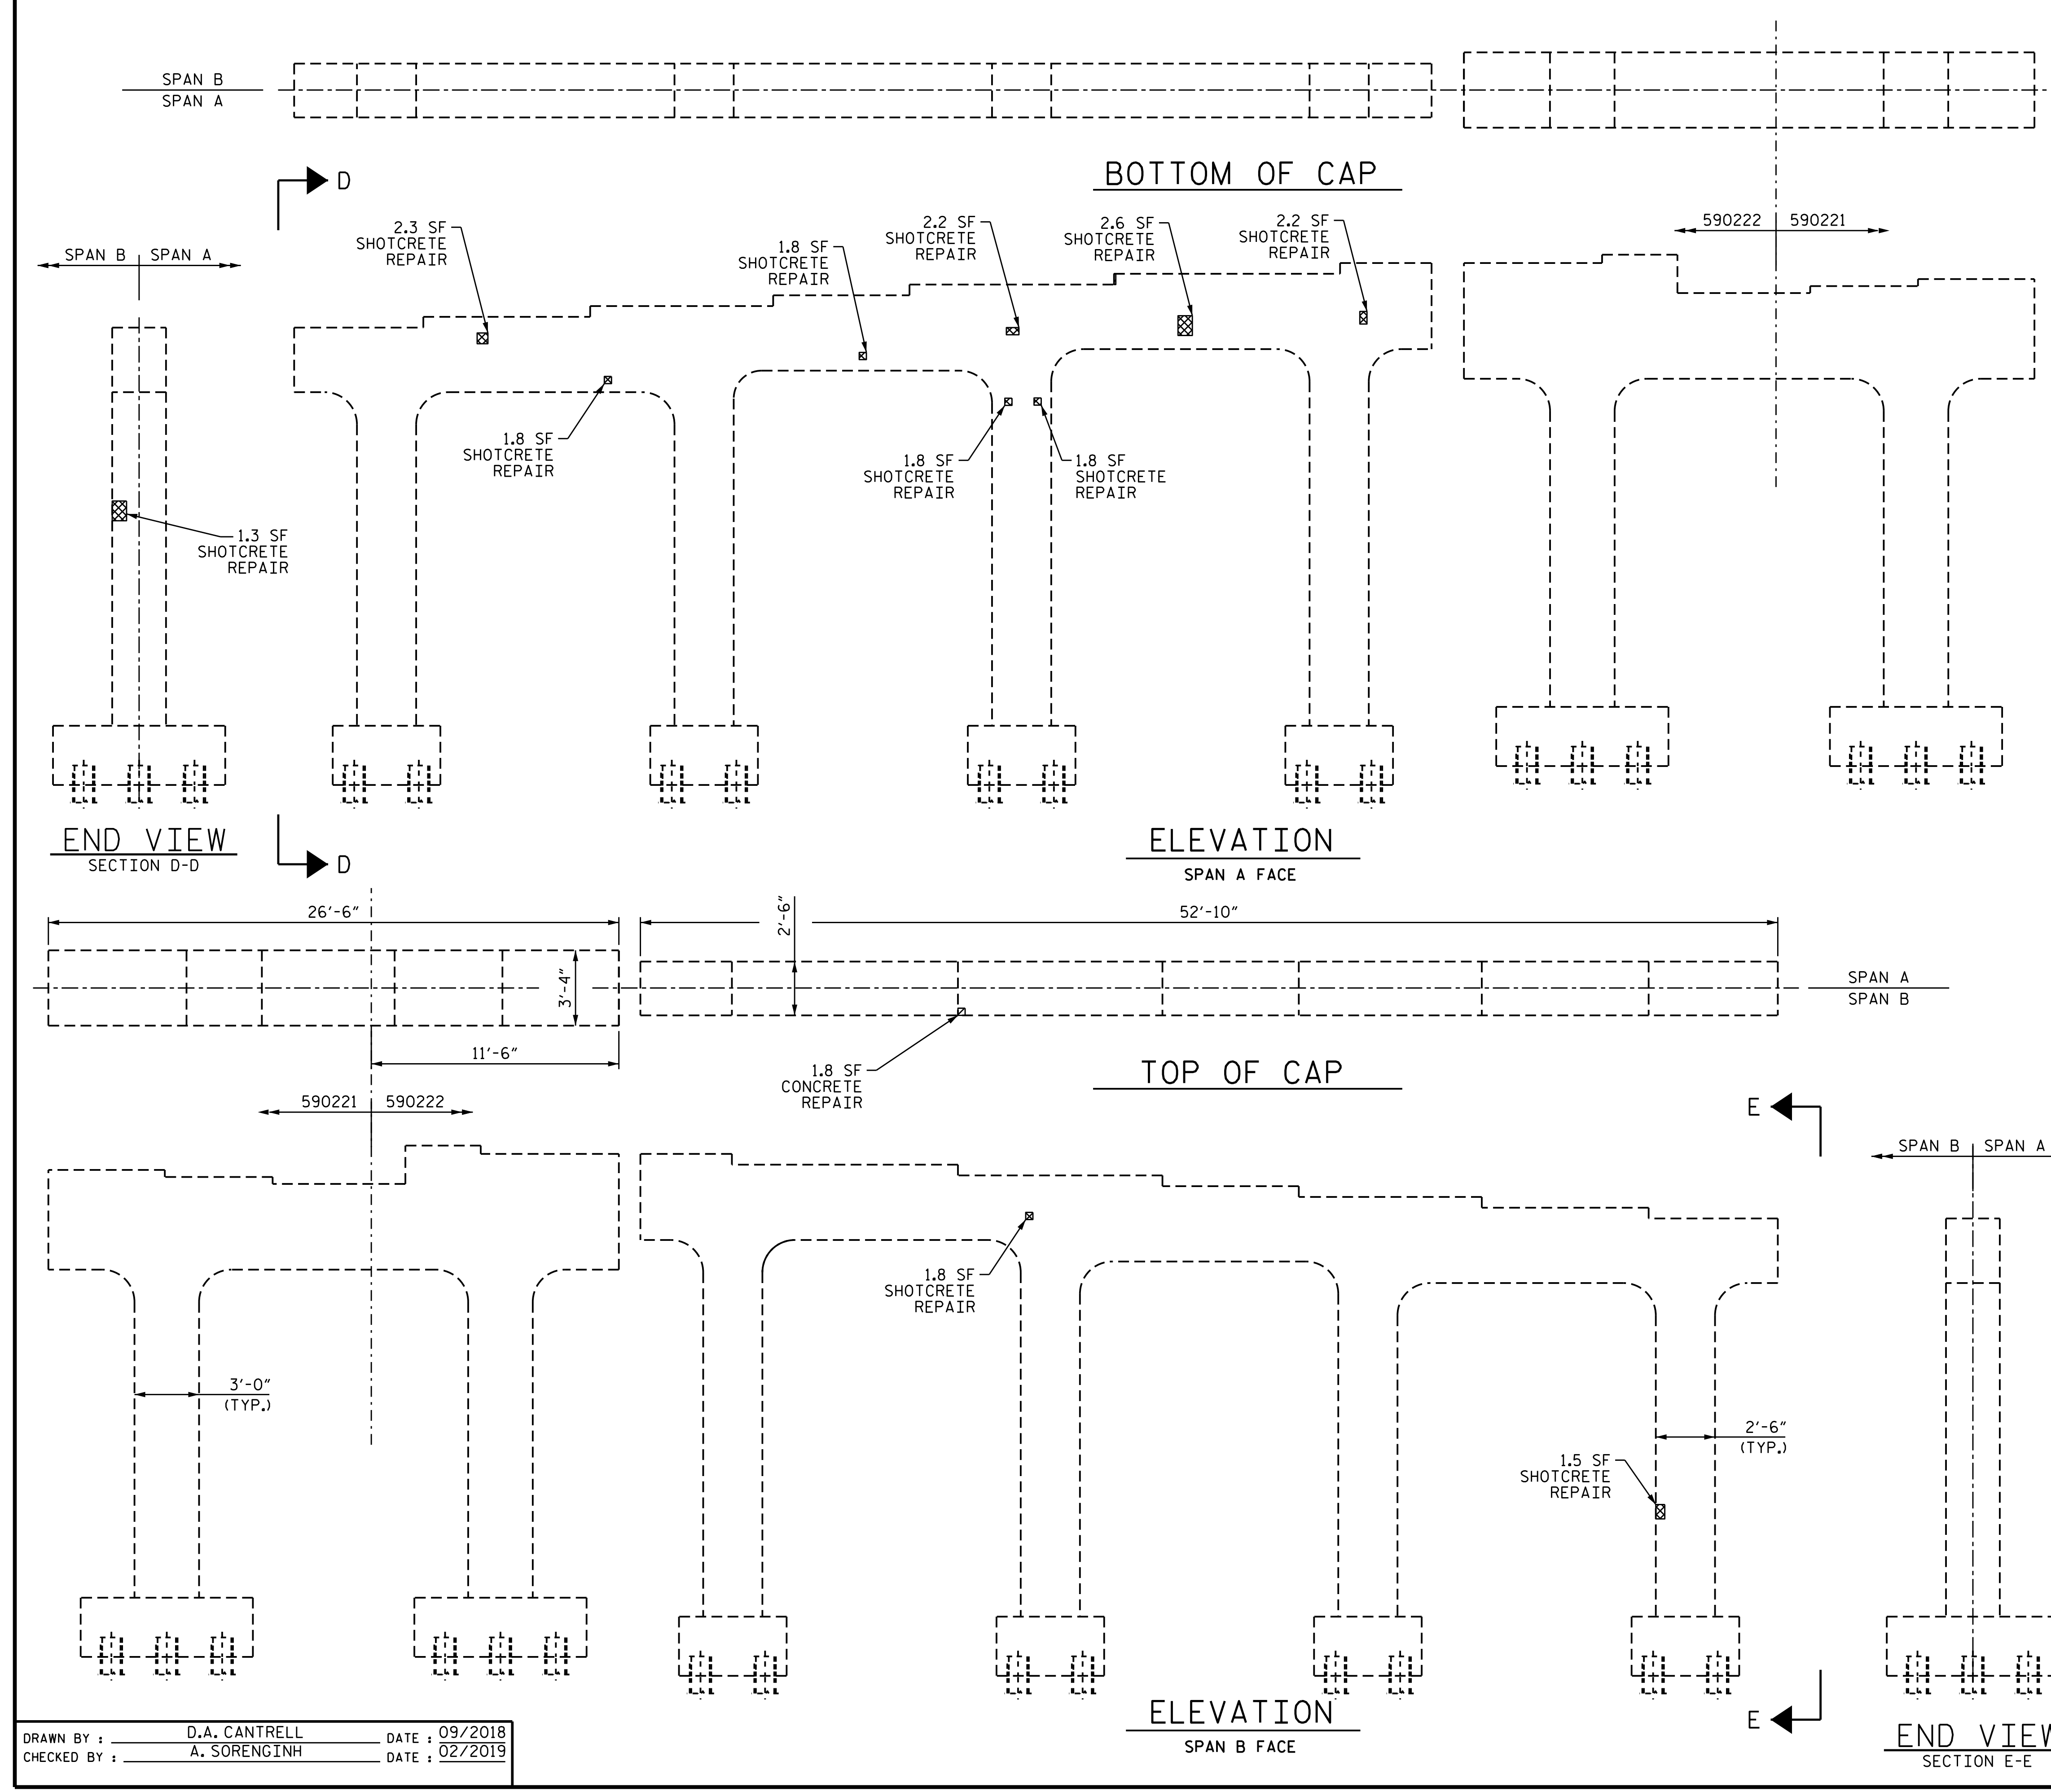 SPAN B
SPAN A
BOTTOM OF CAP
D
SPAN B
SPAN A
2.3 SF
SHOTCRETE
REPAIR
1.8 SF
SHOTCRETE
REPAIR
2.2 SF
SHOTCRETE
REPAIR
2.6 SF
SHOTCRETE
REPAIR
2.2 SF
SHOTCRETE
REPAIR
590222
590221
1.8 SF
SHOTCRETE
REPAIR
1.8 SF
SHOTCRETE
REPAIR
1.8 SF
SHOTCRETE
REPAIR
1.3 SF
SHOTCRETE
REPAIR
END VIEW
SECTION D-D
D
ELEVATION
SPAN A FACE
26'-6"
2'-6"
52'-10"
3'-4"
SPAN A
SPAN B
11'-6"
1.8 SF
CONCRETE
REPAIR
TOP OF CAP
590221
590222
E
SPAN B
SPAN A
1.8 SF
SHOTCRETE
REPAIR
3'-0"
(TYP.)
2'-6"
(TYP.)
1.5 SF
SHOTCRETE
REPAIR
ELEVATION
SPAN B FACE
E
END VIEW
SECTION E-E
DRAWN BY : D.A. CANTRELL DATE : 09/2018
CHECKED BY : A. SORENGINH DATE : 02/2019